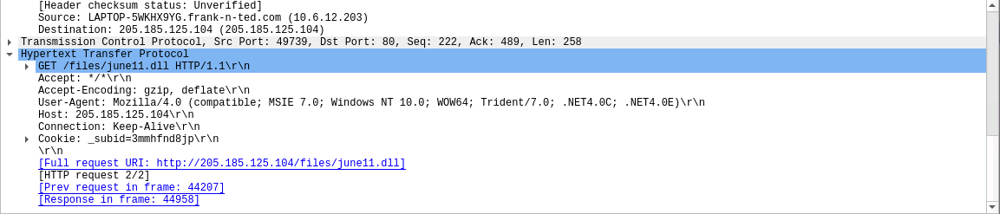 [Header checksum status: Unverified]
Source: LAPTOP-5WKHX9YG.frank-n-ted.com (10.6.12.203)
Destination: 205.185.125.104 (205.185.125.104)
Transmission Control Protocol, Src Port: 49739, Dst Port: 80, Seq: 222, Ack: 489, Len: 258
Hypertext Transfer Protocol
GET /files/june11.dll HTTP/1.1\r\n
Accept: */*\r\n
Accept-Encoding: gzip, deflate\r\n
User-Agent: Mozilla/4.0 (compatible; MSIE 7.0; Windows NT 10.0; WOW64; Trident/7.0; .NET4.0C; .NET4.0E)\r\n
Host: 205.185.125.104\r\n
Connection: Keep-Alive\r\n
Cookie: _subid=3mmhfnd8jp\r\n
\r\n
[Full request URI: http://205.185.125.104/files/june11.dll]
[HTTP request 2/2]
[Prev request in frame: 44207]
[Response in frame: 44958]